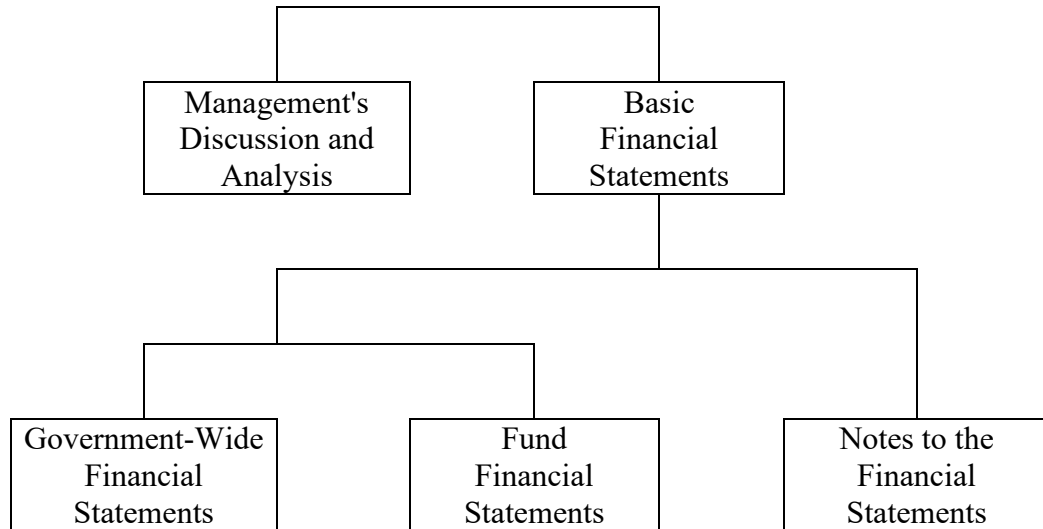 Management's
Discussion and
Analysis
Basic
Financial
Statements
Government-Wide
Financial
Statements
Fund
Financial
Statements
Notes to the
Financial
Statements